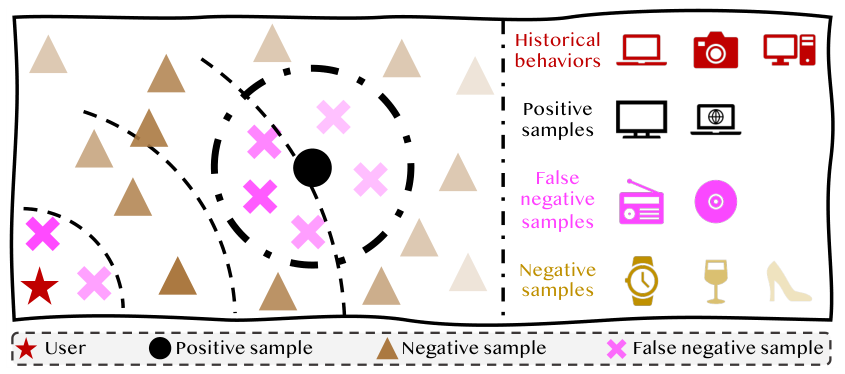 Historical
behaviors
Positive
samples
False
negative
samples
Negative
samples
User
Positive sample
Negative sample
False negative sample